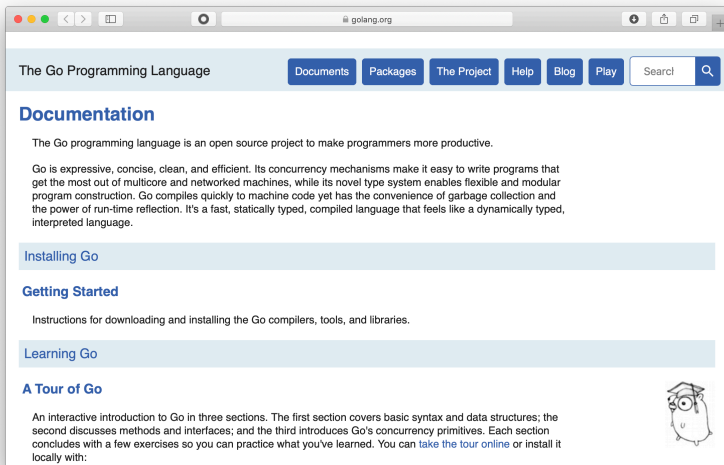 golang.org
The Go Programming Language
Documents
Packages
The Project
Help
Blog
Play
Search
Documentation
The Go programming language is an open source project to make programmers more productive.
Go is expressive, concise, clean, and efficient. Its concurrency mechanisms make it easy to write programs that
get the most out of multicore and networked machines, while its novel type system enables flexible and modular
program construction. Go compiles quickly to machine code yet has the convenience of garbage collection and
the power of run-time reflection. It's a fast, statically typed, compiled language that feels like a dynamically typed,
interpreted language.
Installing Go
Getting Started
Instructions for downloading and installing the Go compilers, tools, and libraries.
Learning Go
A Tour of Go
An interactive introduction to Go in three sections. The first section covers basic syntax and data structures; the
second discusses methods and interfaces; and the third introduces Go's concurrency primitives. Each section
concludes with a few exercises so you can practice what you've learned. You can take the tour online or install it
locally with: